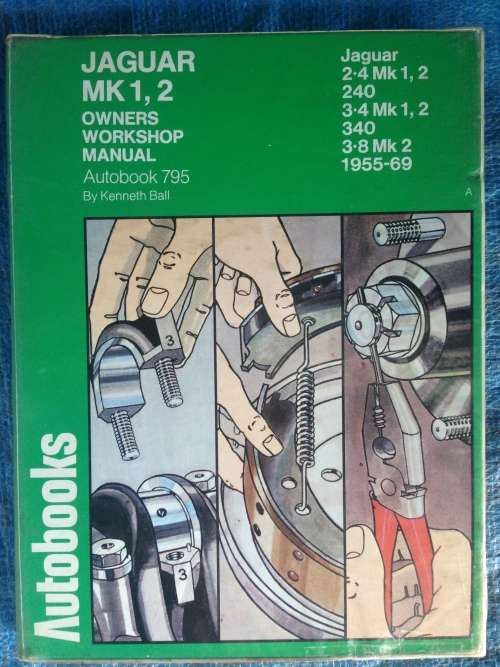 JAGUAR
MK 1, 2
OWNERS
WORKSHOP
MANUAL
Autobook 795
By Kenneth Ball
Jaguar
2·4 Mk 1, 2
240
3·4 Mk 1, 2
340
3·8 Mk 2
1955-69
A
3
3
Autobooks